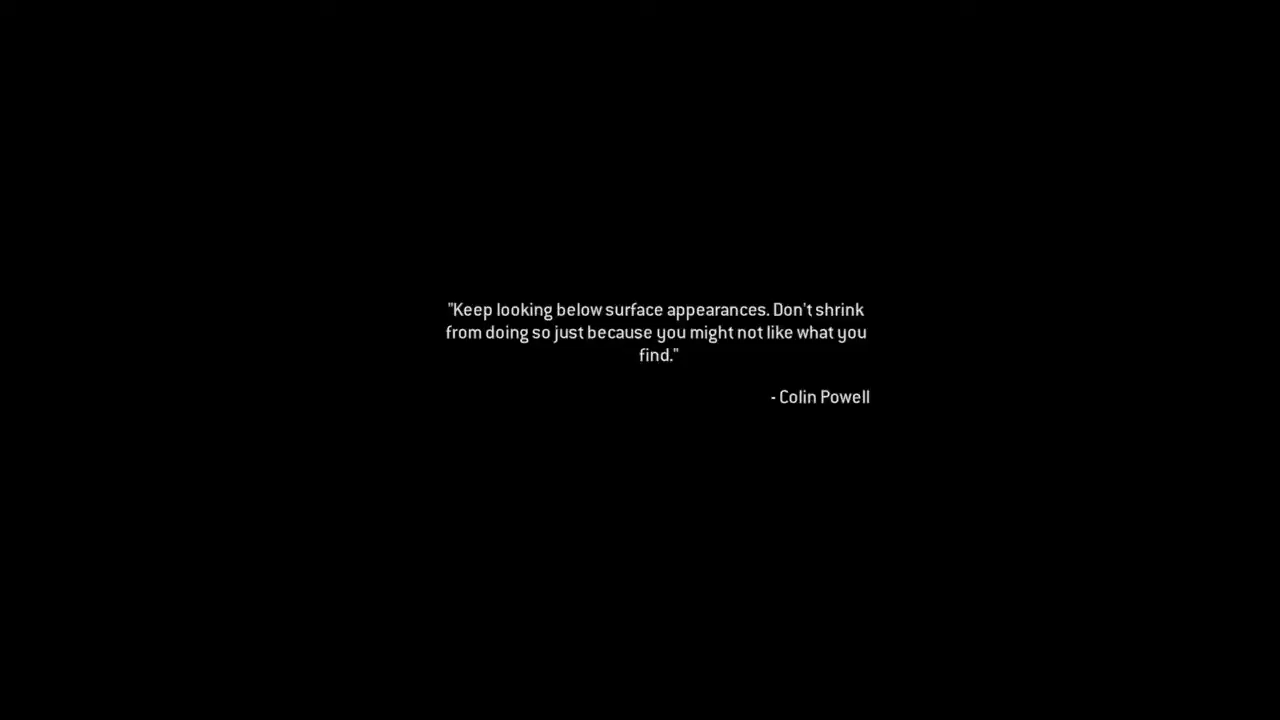 "Keep looking below surface appearances. Don't shrink
from doing so just because you might not like what you
find."
- Colin Powell